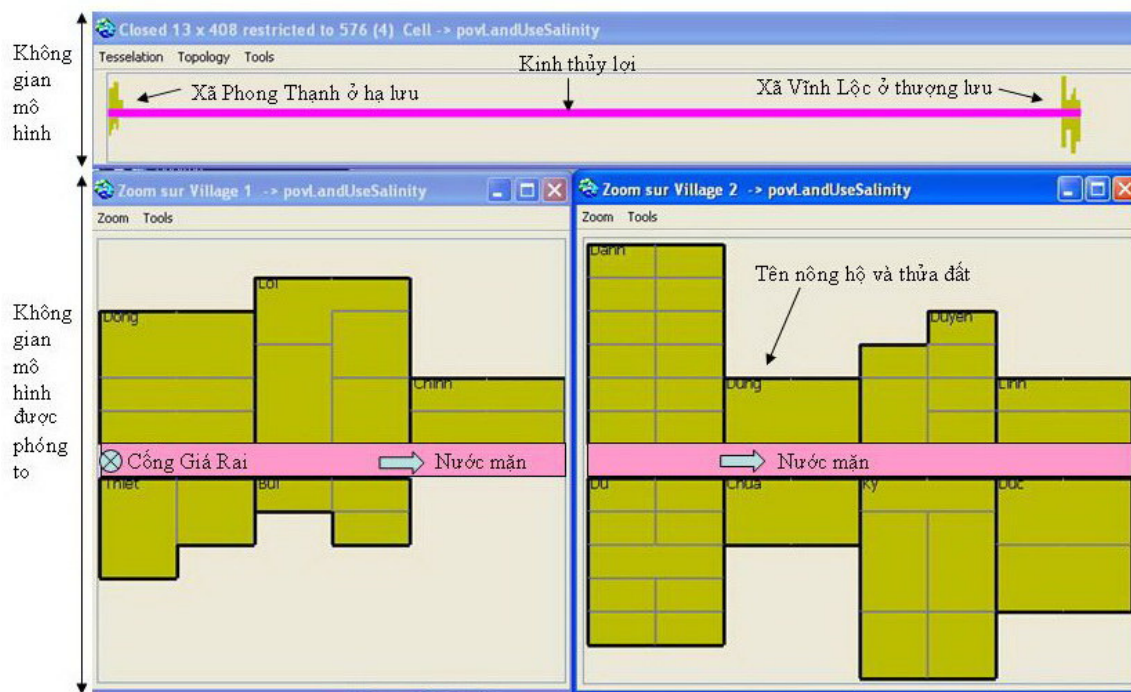 Closed 13 x 408 restricted to 576 (4) Cell -> povLandUseSalinity
Tesselation Topology Tools
Không
gian
mô
hình
Kinh thủy lợi
Xã Phong Thạnh ở hạ lưu
Xã Vĩnh Lộc ở thượng lưu
Zoom sur Village 1 -> povLandUseSalinity
Zoom Tools
Zoom sur Village 2 -> povLandUseSalinity
Zoom Tools
Không
gian
mô
hình
được
phóng
to
Loi
Dong
Chinh
Cống Giá Rai
Nước mặn
Thiet
Bui
Danh
Tên nông hộ và thửa đất
Duyen
Dung
Linh
Nước mặn
Du
Chua
Ky
Duc